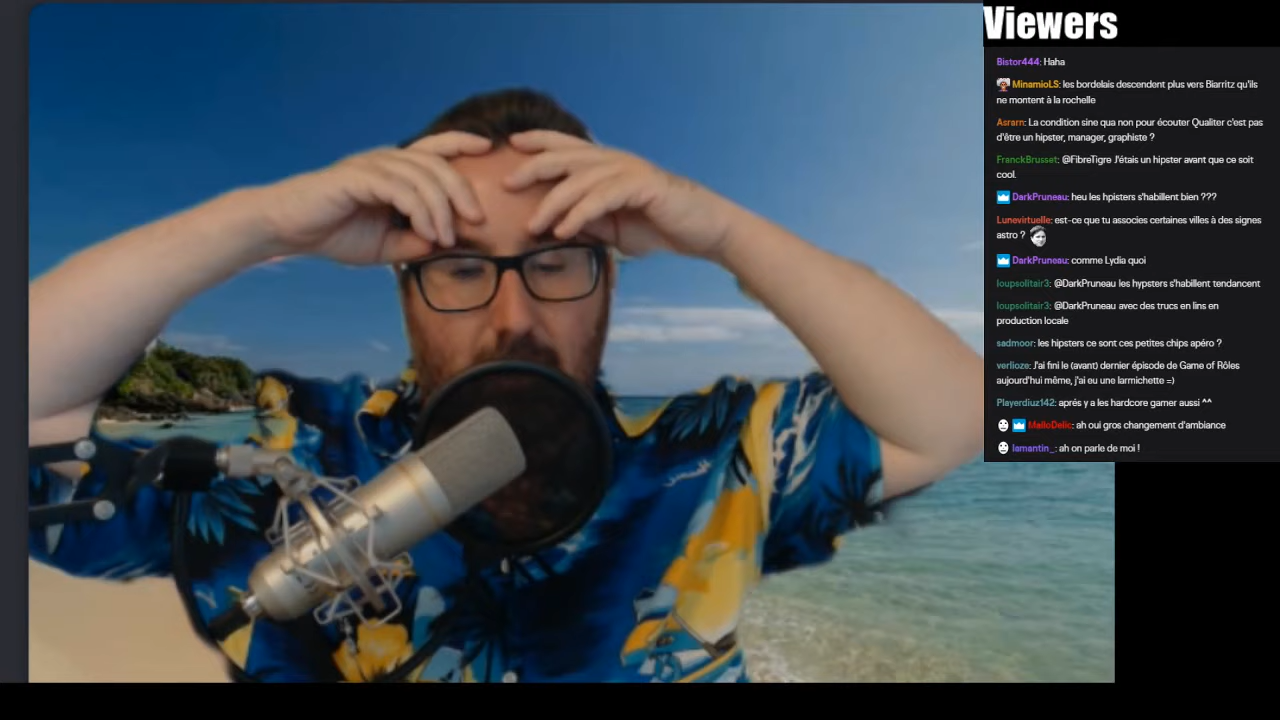 Viewers
Bistor444: Haha
MinamioLS: les bordelais descendent plus vers Biarritz qu'ils
ne montent à la rochelle
Asrarn: La condition sine qua non pour écouter Qualiter c'est pas
d'être un hipster, manager, graphiste ?
FranckBrusset: @FibreTigre J'étais un hipster avant que ce soit
cool.
DarkPruneau: heu les hpisters s'habillent bien ???
Lunevirtuelle: est-ce que tu associes certaines villes à des signes
astro ?
DarkPruneau: comme Lydia quoi
loupsolitair3: @DarkPruneau les hypsters s'habillent tendancent
loupsolitair3: @DarkPruneau avec des trucs en lins en
production locale
sadmoor: les hipsters ce sont ces petites chips apéro ?
verlioze: J'ai fini le (avant) dernier épisode de Game of Rôles
aujourd'hui même, j'ai eu une larmichette =)
Playerdiuz142: aprés y a les hardcore gamer aussi ^^
MailoDelic: ah oui gros changement d'ambiance
lamantin_: ah on parle de moi !